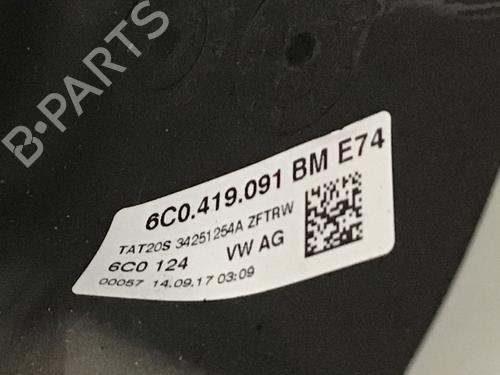 B-PARTS
6C0.419.091 BM E74
TAT20S 34251254A ZFTRW
6C0 124 VW AG
00057 14.09.17 03:09